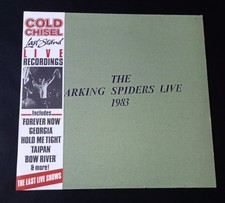 COLD
CHISEL
Last Stand
LIVE
RECORDINGS
Includes:
FOREVER NOW
GEORGIA
HOLD ME TIGHT
TAIPAN
BOW RIVER
& more!
THE LAST LIVE SHOWS
THE
ARKING SPIDERS LIVE
1983